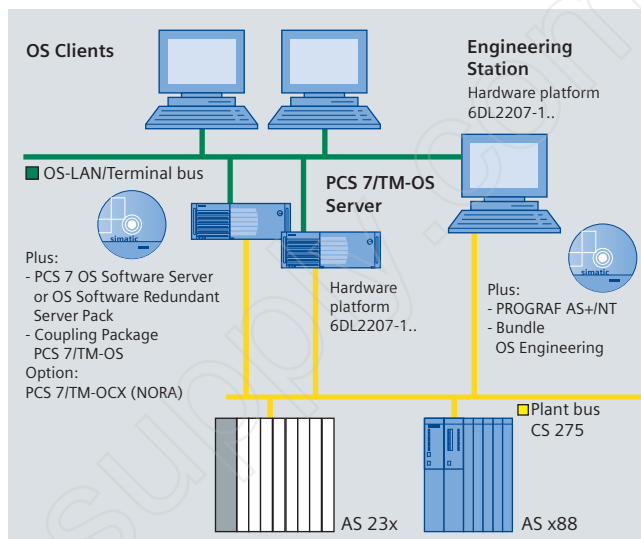 OS Clients
Engineering
Station
Hardware platform
6DL2207-1..
OS-LAN/Terminal bus
PCS 7/TM-OS
Server
simatic
Plus:
- PCS 7 OS Software Server
or OS Software Redundant
Server Pack
- Coupling Package
PCS 7/TM-OS
Option:
PCS 7/TM-OCX (NORA)
Hardware
platform
6DL2207-1..
simatic
Plus:
- PROGRAF AS+/NT
- Bundle
OS Engineering
Plant bus
CS 275
AS 23x
AS x88